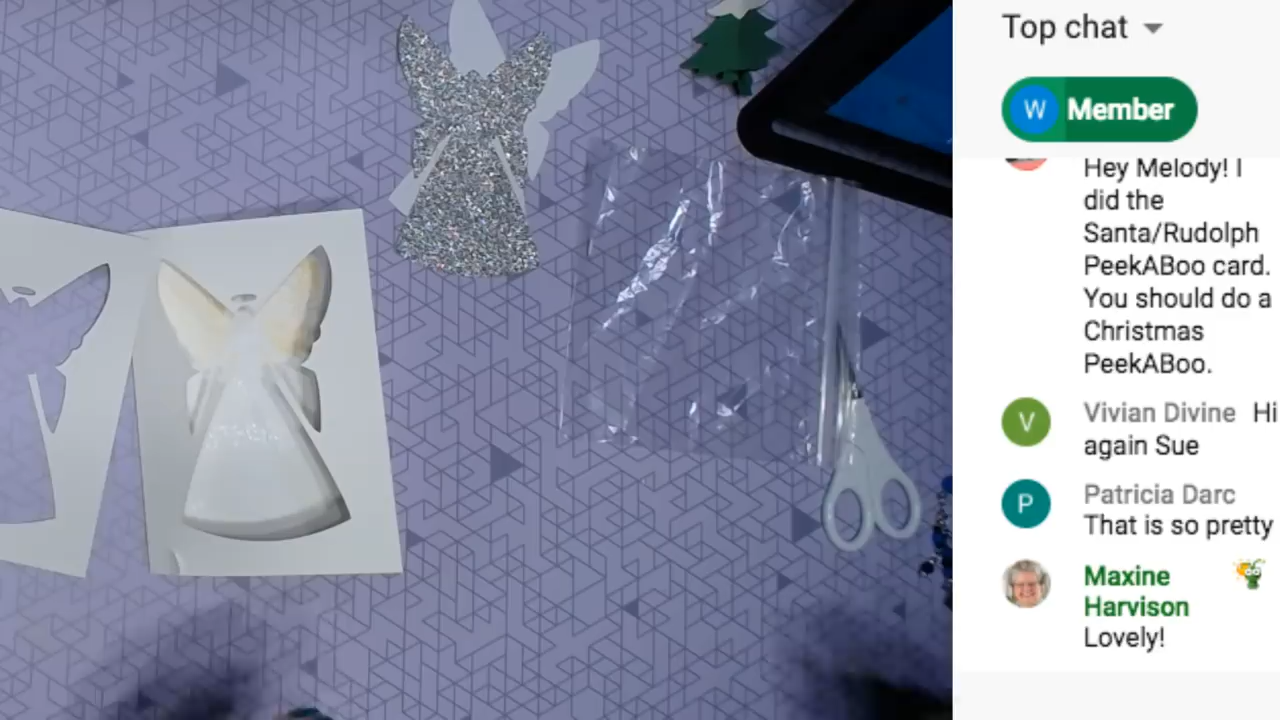 Top chat
W Member
Hey Melody! I
did the
Santa/Rudolph
PeekABoo card.
You should do a
Christmas
PeekABoo.
V Vivian Divine Hi
again Sue
P Patricia Darc
That is so pretty
Maxine
Harvison
Lovely!